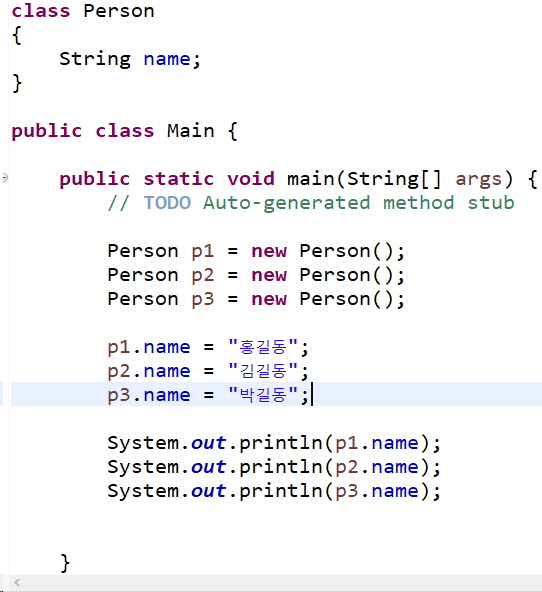 class Person
{
    String name;
}
public class Main {
    public static void main(String[] args) {
        // TODO Auto-generated method stub
        Person p1 = new Person();
        Person p2 = new Person();
        Person p3 = new Person();
        p1.name = "홍길동";
        p2.name = "김길동";
        p3.name = "박길동";
        System.out.println(p1.name);
        System.out.println(p2.name);
        System.out.println(p3.name);
    }